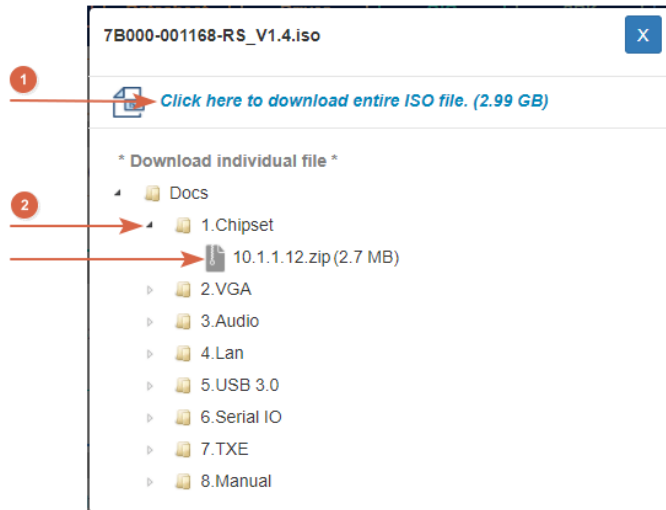 7B000-001168-RS_V1.4.iso
X
1
Click here to download entire ISO file. (2.99 GB)
* Download individual file *
Docs
2
1.Chipset
10.1.1.12.zip (2.7 MB)
2.VGA
3.Audio
4.Lan
5.USB 3.0
6.Serial IO
7.TXE
8.Manual